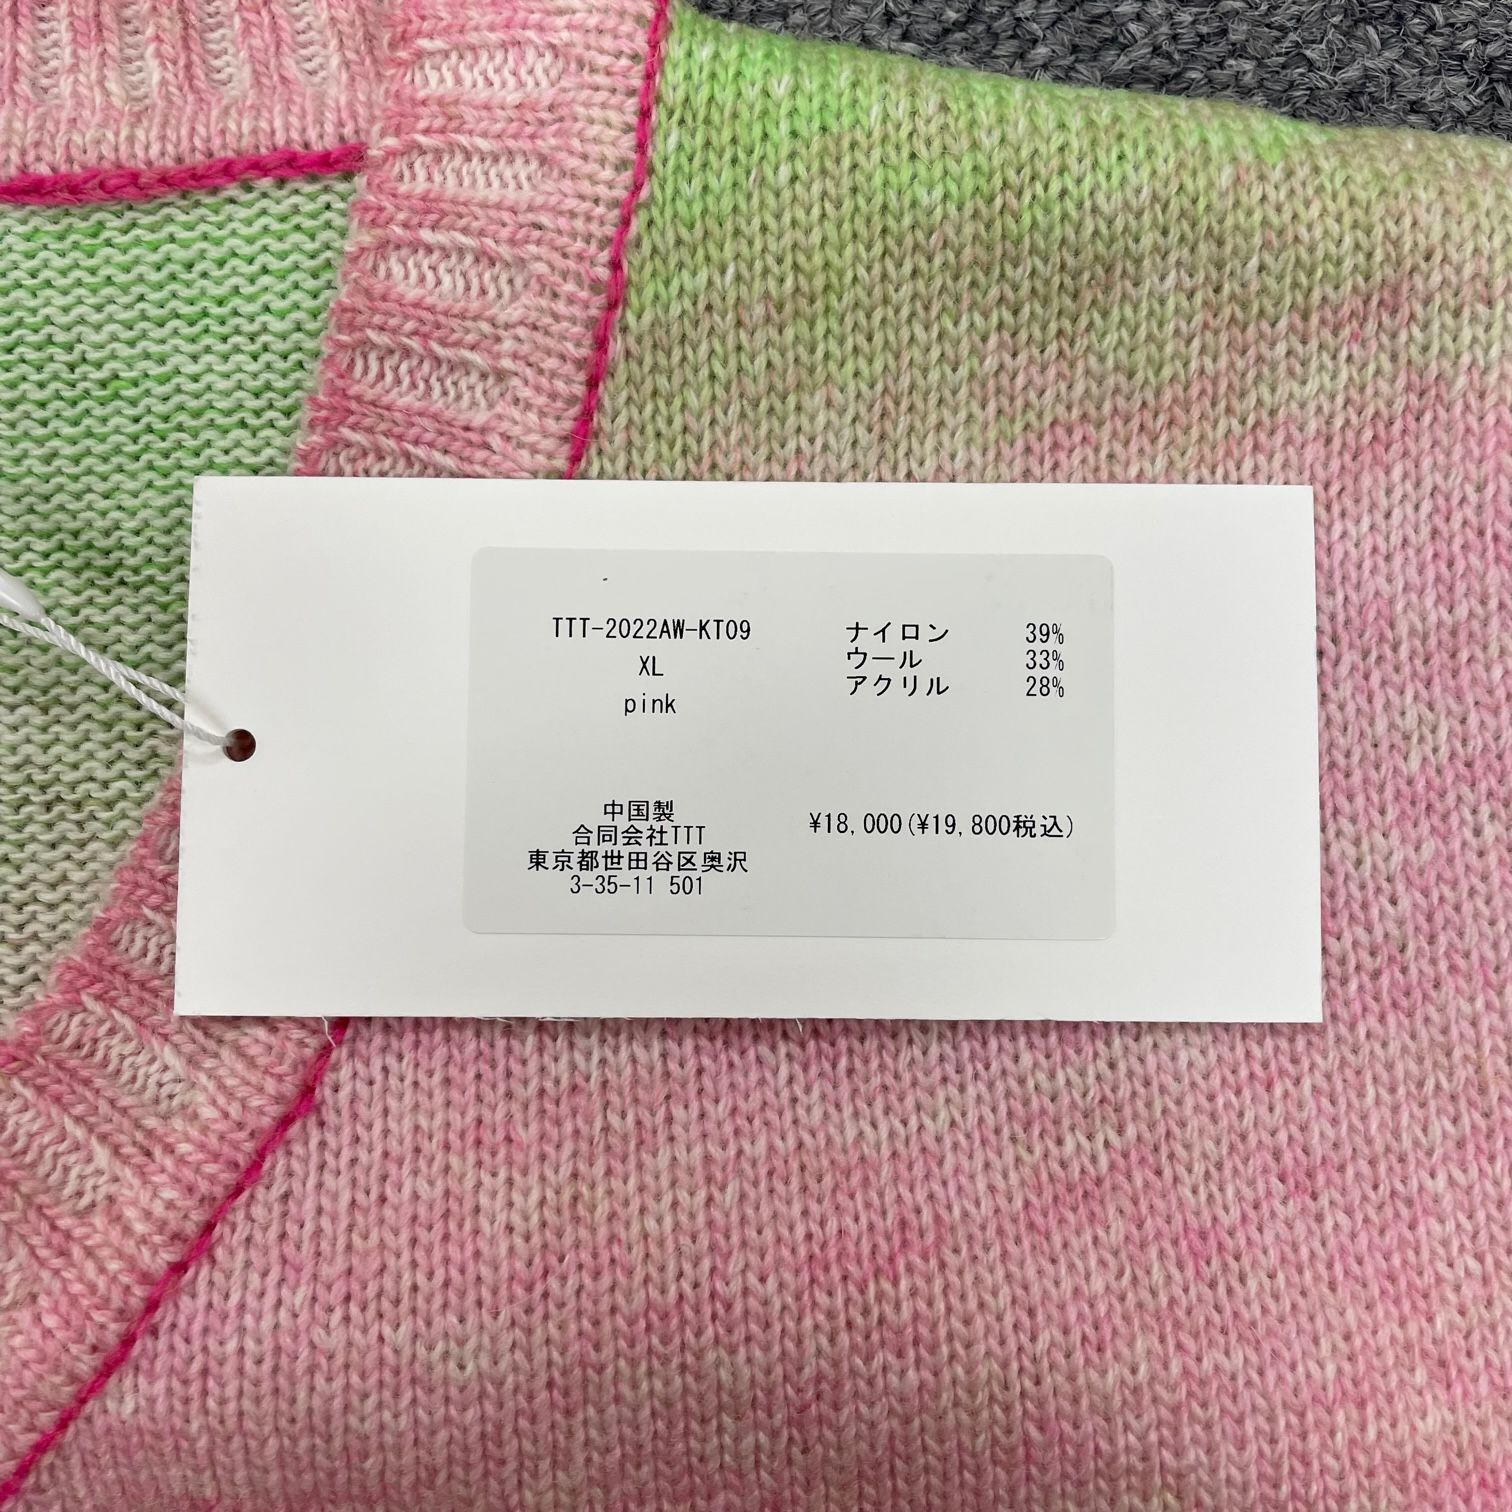 TTT-2022AW-KT09
XL
pink
ナイロン 39%
ウール 33%
アクリル 28%
中国製
合同会社TTT
東京都世田谷区奥沢
3-35-11 501
¥18,000(¥19,800税込)